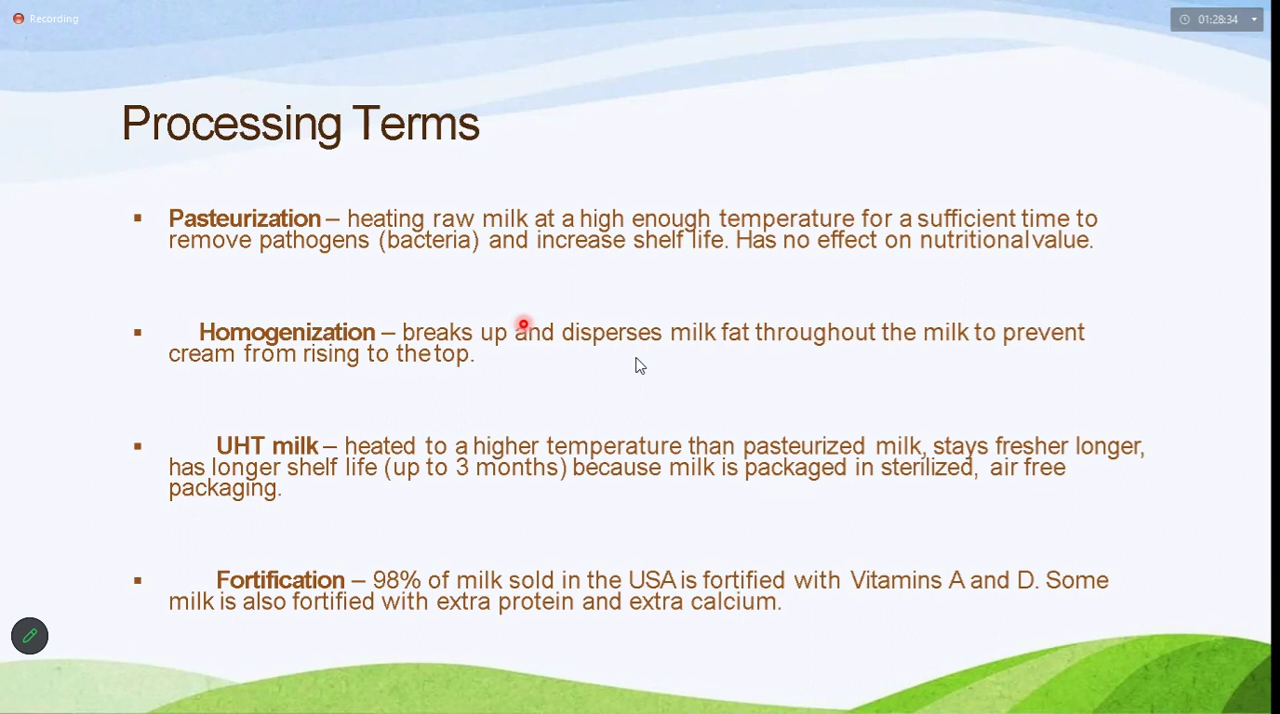 Recording
01:28:34
Processing Terms
▪ Pasteurization – heating raw milk at a high enough temperature for a sufficient time to
remove pathogens (bacteria) and increase shelf life. Has no effect on nutritional value.
▪ Homogenization – breaks up and disperses milk fat throughout the milk to prevent
cream from rising to the top.
▪ UHT milk – heated to a higher temperature than pasteurized milk, stays fresher longer,
has longer shelf life (up to 3 months) because milk is packaged in sterilized, air free
packaging.
▪ Fortification – 98% of milk sold in the USA is fortified with Vitamins A and D. Some
milk is also fortified with extra protein and extra calcium.